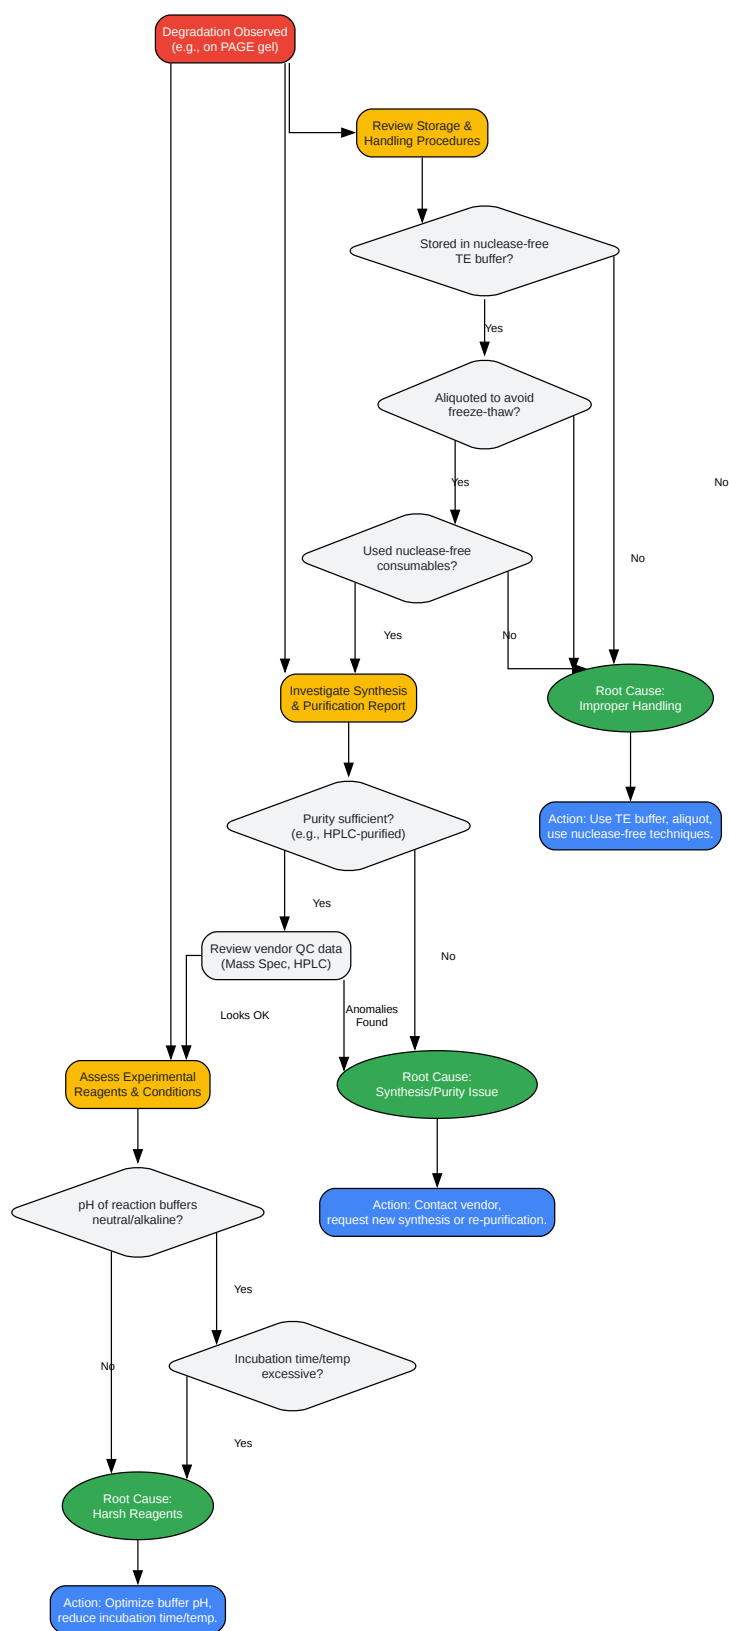 Degradation Observed
(e.g., on PAGE gel)
Review Storage &
Handling Procedures
Stored in nuclease-free
TE buffer?
Yes
Aliquoted to avoid
freeze-thaw?
Yes
No
Used nuclease-free
consumables?
No
Yes
No
Investigate Synthesis
& Purification Report
Root Cause:
Improper Handling
Purity sufficient?
(e.g., HPLC-purified)
Action: Use TE buffer, aliquot,
use nuclease-free techniques.
Yes
Review vendor QC data
(Mass Spec, HPLC)
No
Looks OK
Anomalies
Found
Assess Experimental
Reagents & Conditions
Root Cause:
Synthesis/Purity Issue
pH of reaction buffers
neutral/alkaline?
Action: Contact vendor,
request new synthesis or re-purification.
Yes
Incubation time/temp
excessive?
No
Yes
Root Cause:
Harsh Reagents
Action: Optimize buffer pH,
reduce incubation time/temp.